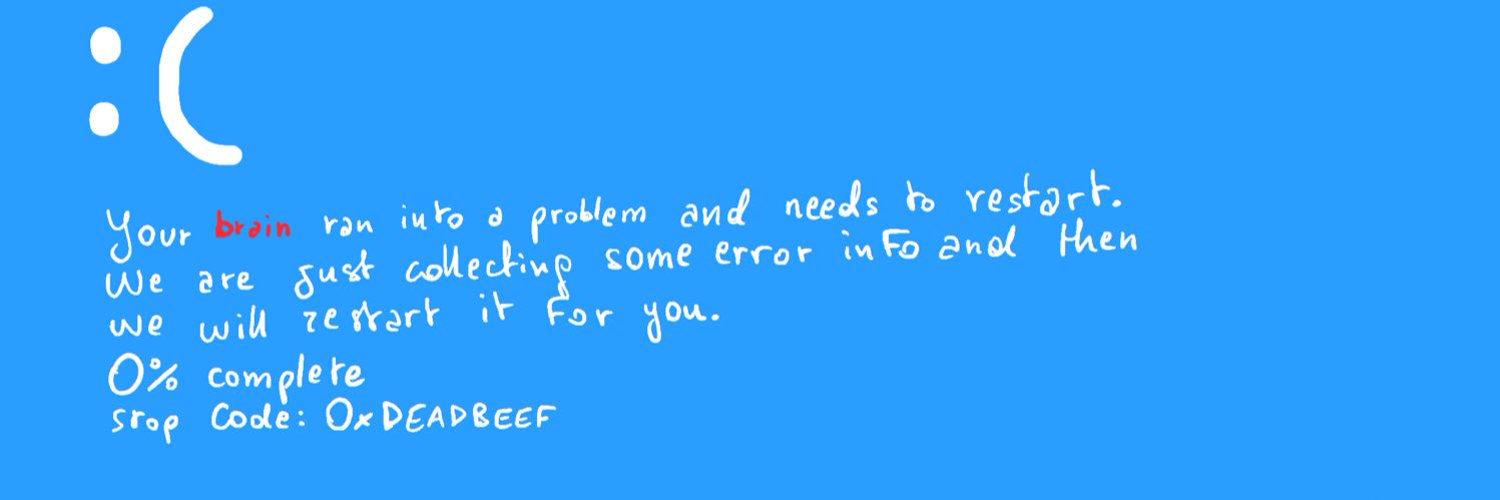 :(
Your brain ran into a problem and needs to restart.
We are just collecting some error info and then
we will restart it for you.
0% complete
stop code: 0xDEADBEEF